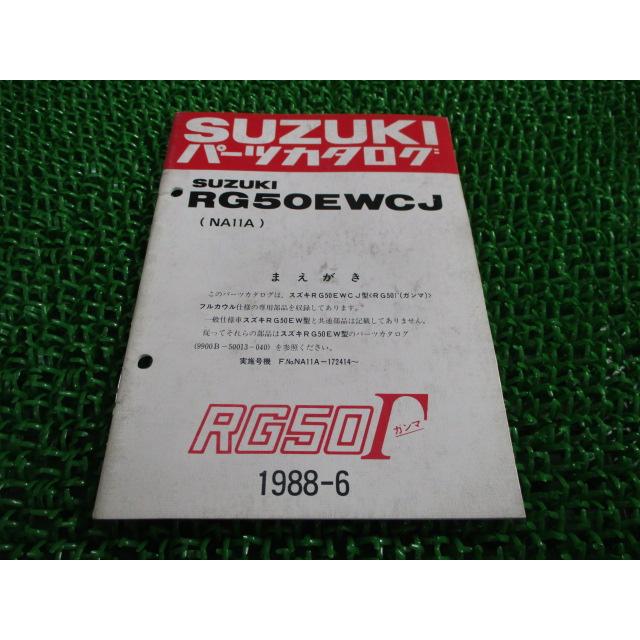 SUZUKI
パーツカタログ
SUZUKI
RG50EWCJ
(NA11A)
まえがき
このパーツカタログは、スズキRG50EWCJ型<RG50Γ(ガンマ)>
フルカウル仕様の専用部品を収録してあります。
一般仕様車スズキRG50EW型と共通部品は記載してありません。
従ってそれらの部品はスズキRG50EW型のパーツカタログ
(9900B-50013-040)を参照ください。
実施号機 F.No.NA11A-172414~
RG50Γ
ガンマ
1988-6